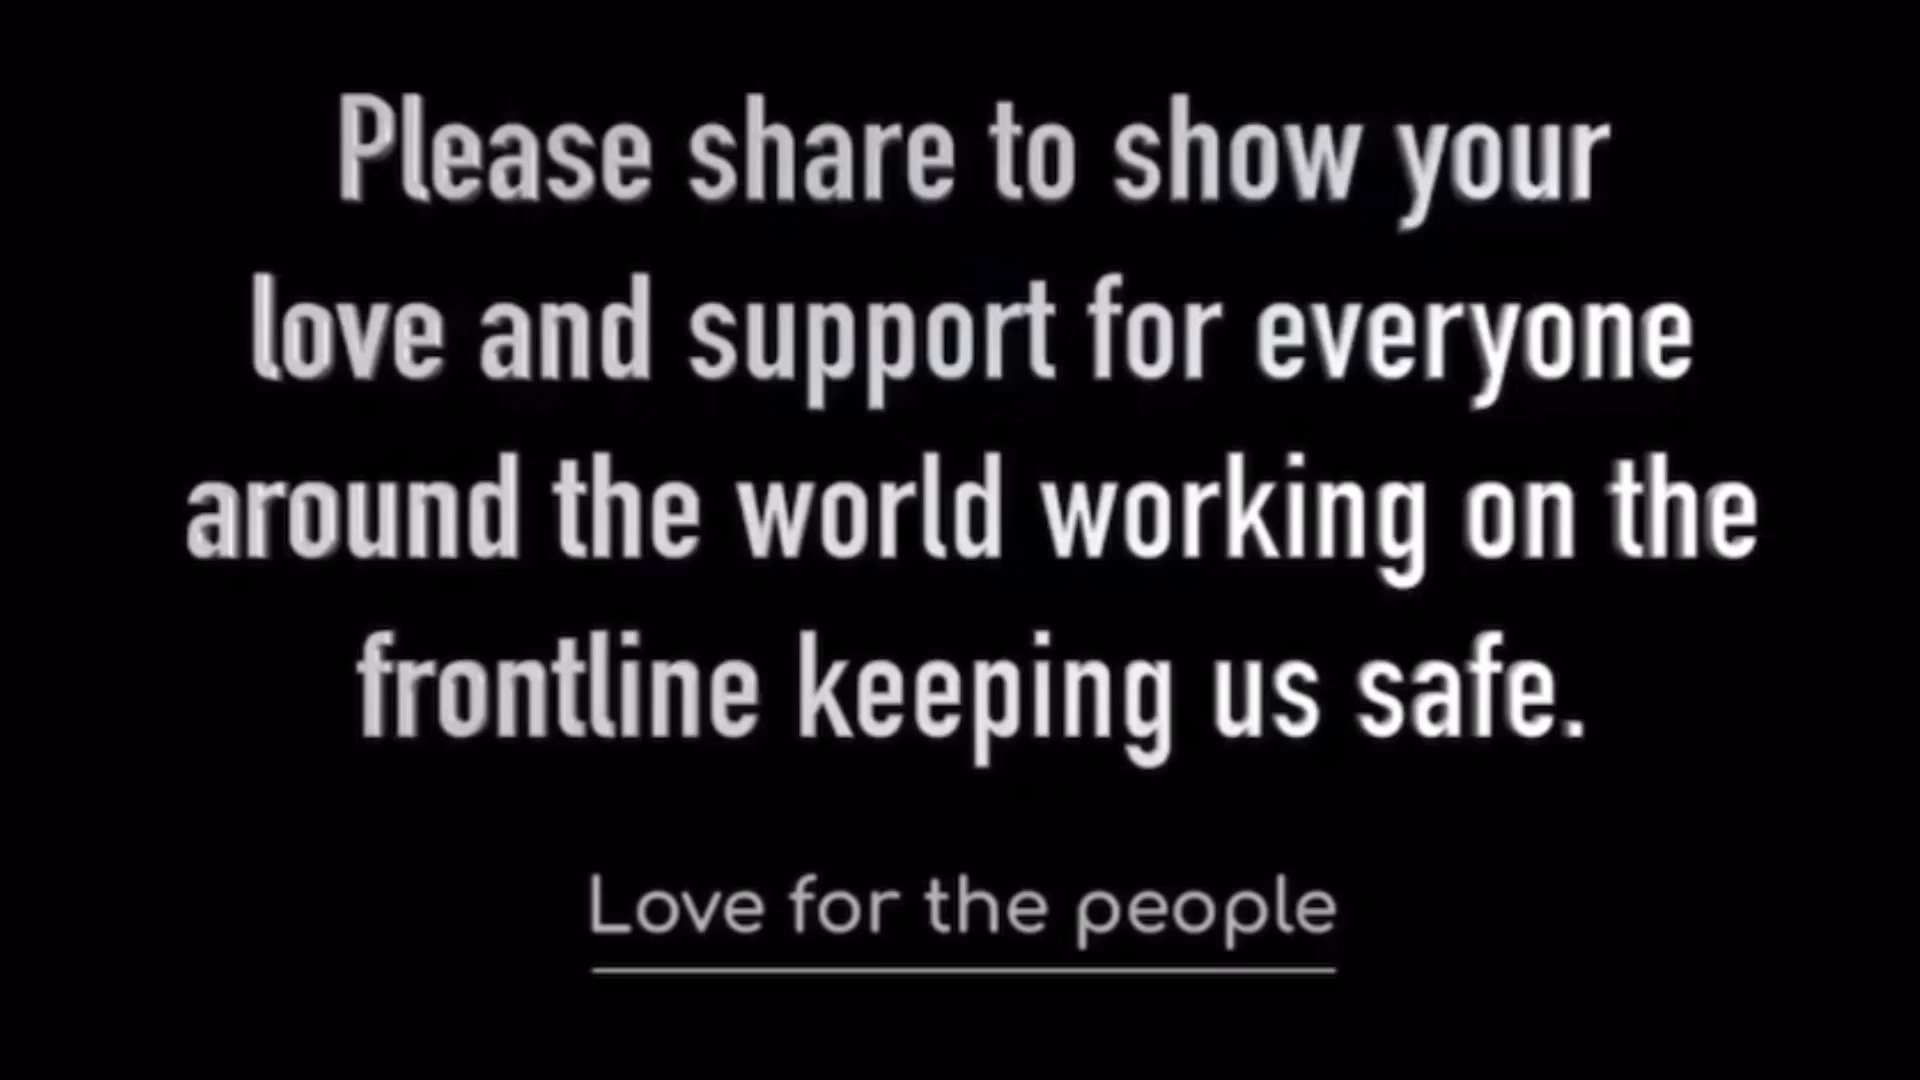 Please share to show your
love and support for everyone
around the world working on the
frontline keeping us safe.
Love for the people